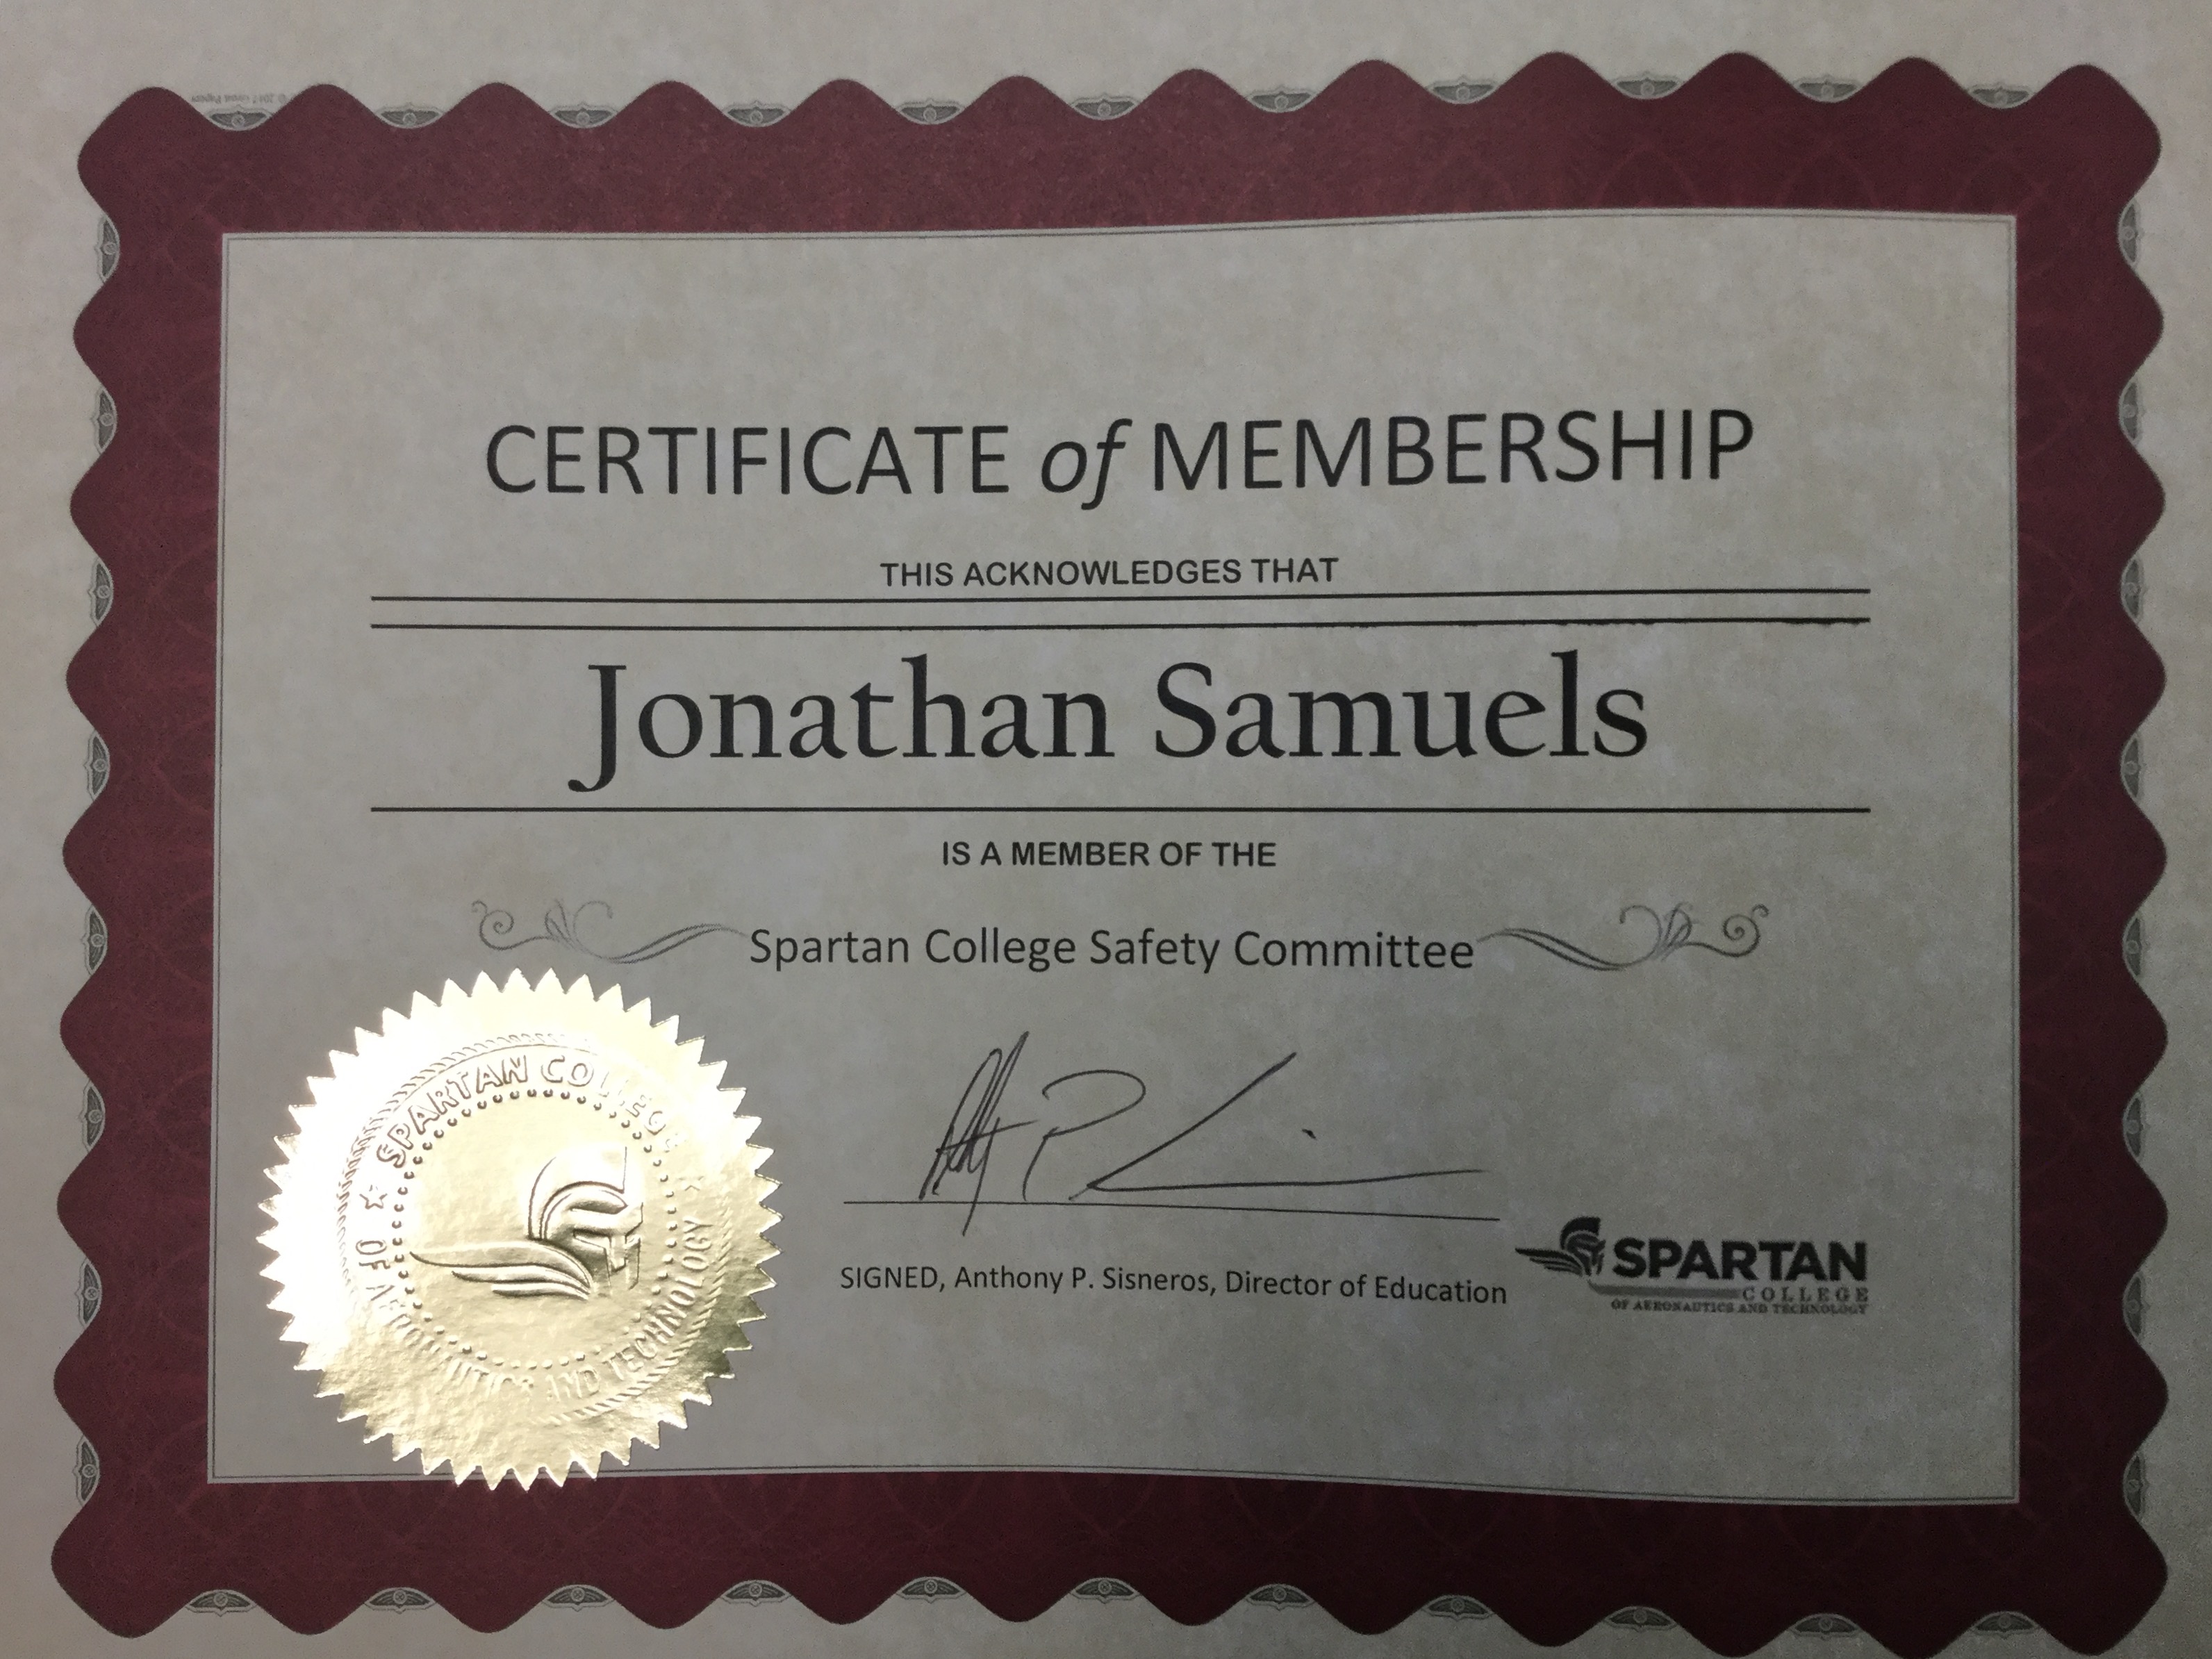 CERTIFICATE of MEMBERSHIP
THIS ACKNOWLEDGES THAT
Jonathan Samuels
IS A MEMBER OF THE
Spartan College Safety Committee
SPARTAN COLLEGE
OF AERONAUTICS AND TECHNOLOGY
SIGNED, Anthony P. Sisneros, Director of Education
SPARTAN
COLLEGE
OF AERONAUTICS AND TECHNOLOGY